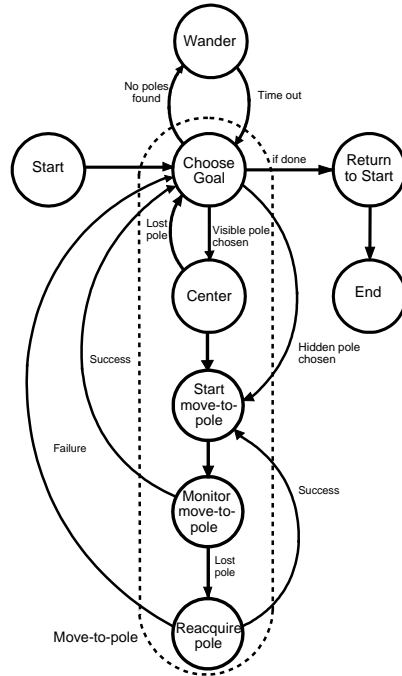 Wander
No poles
found
Time out
Start
Choose
Goal
if done
Return
to Start
Lost
pole
Visible pole
chosen
Center
End
Hidden pole
chosen
Success
Start
move-to-
pole
Failure
Monitor
move-to-
pole
Success
Lost
pole
Reacquire
pole
Move-to-pole